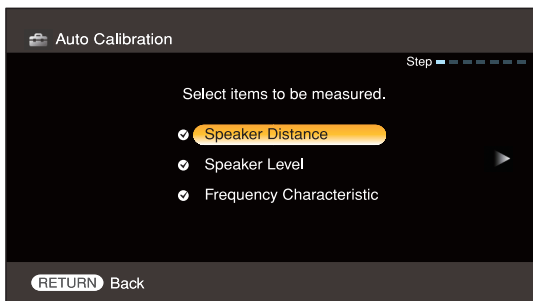 Auto Calibration
Step
Select items to be measured.
Speaker Distance
Speaker Level
Frequency Characteristic
RETURN Back